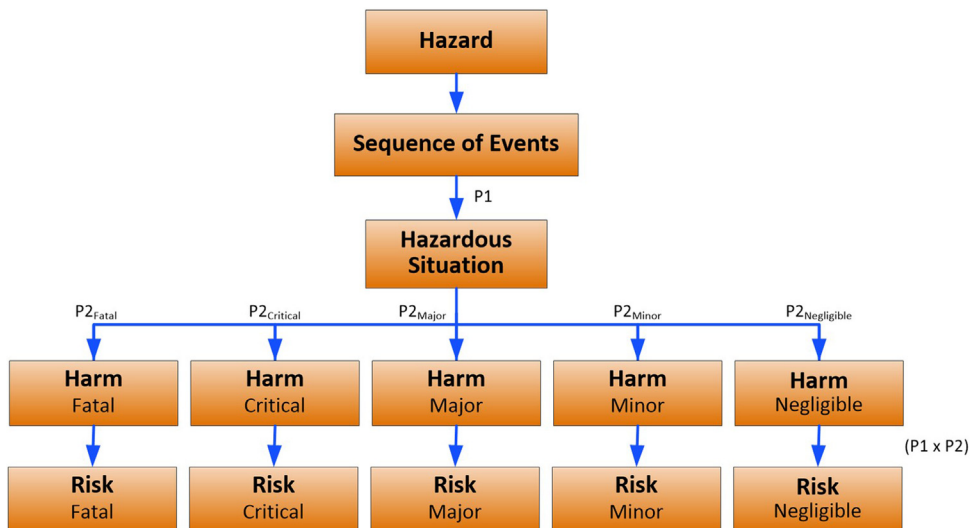 Hazard
Sequence of Events
P1
Hazardous
Situation
P2Fatal
P2Critical
P2Major
P2Minor
P2Negligible
Harm
Fatal
Harm
Critical
Harm
Major
Harm
Minor
Harm
Negligible
(P1 x P2)
Risk
Fatal
Risk
Critical
Risk
Major
Risk
Minor
Risk
Negligible